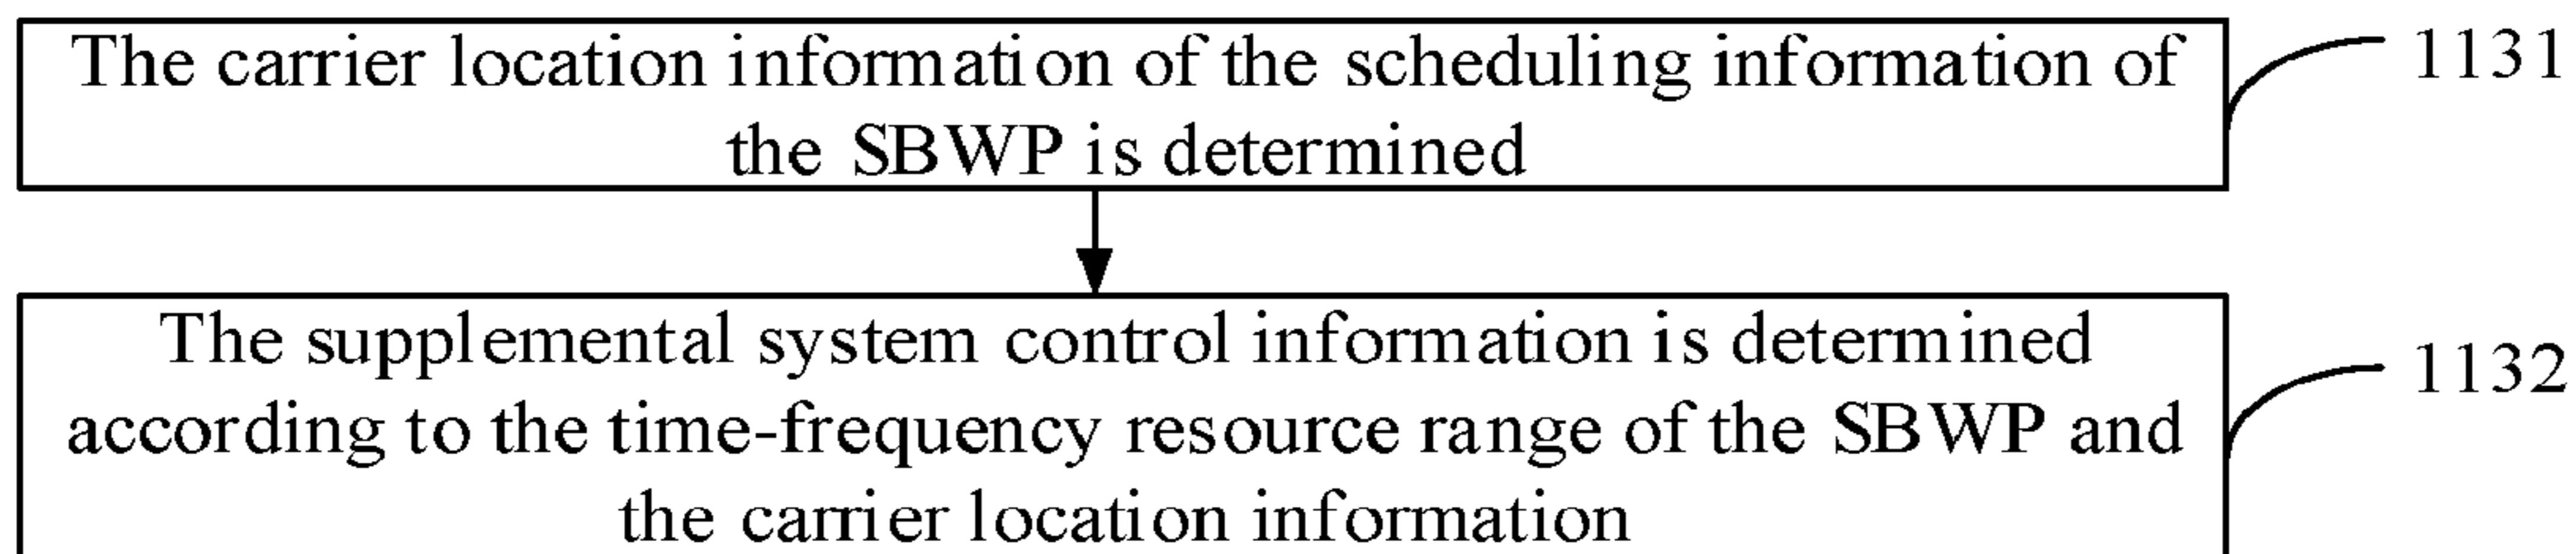 The carrier location information of the scheduling information of
the SBWP is determined
1131
The supplemental system control information is determined
according to the time-frequency resource range of the SBWP and
the carrier location information
1132